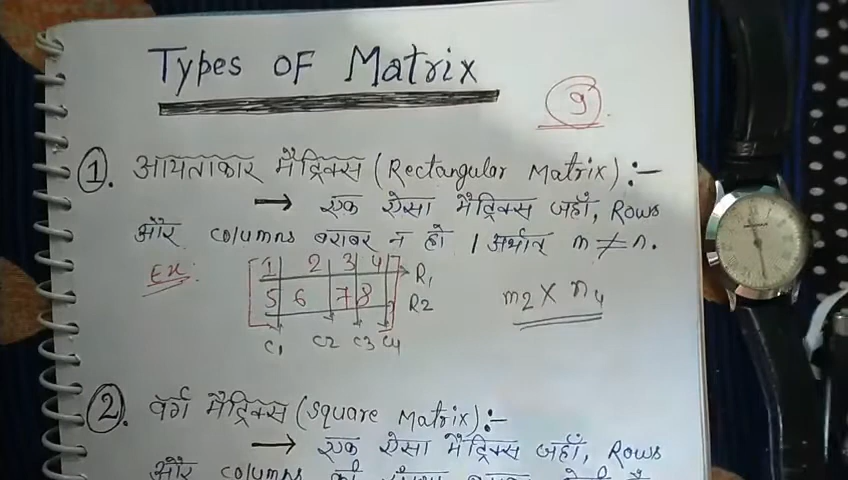 Types of Matrix
9
1. आयताकार मैट्रिक्स (Rectangular Matrix):-
→ एक ऐसा मैट्रिक्स जहाँ, Rows
और columns बराबर न हो । अर्थात m ≠ n.
Ex:
1 2 3 4 → R1
5 6 7 8 R2
C1 C2 C3 C4
m2 × n4
2. वर्ग मैट्रिक्स (Square Matrix):-
→ एक ऐसा मैट्रिक्स जहाँ, Rows
और columns की